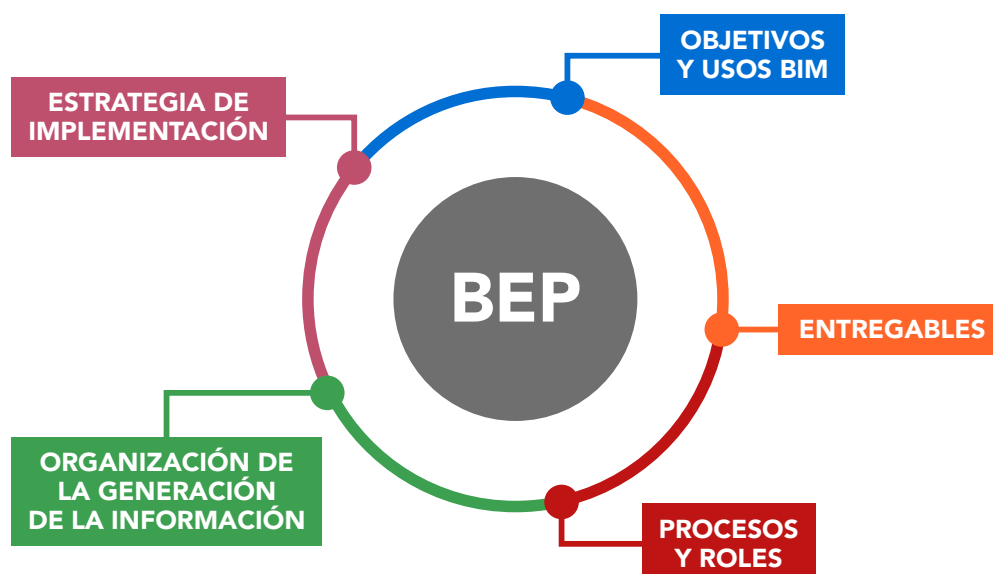 OBJETIVOS
Y USOS BIM
ESTRATEGIA DE
IMPLEMENTACIÓN
BEP
ENTREGABLES
ORGANIZACIÓN DE
LA GENERACIÓN
DE LA INFORMACIÓN
PROCESOS
Y ROLES